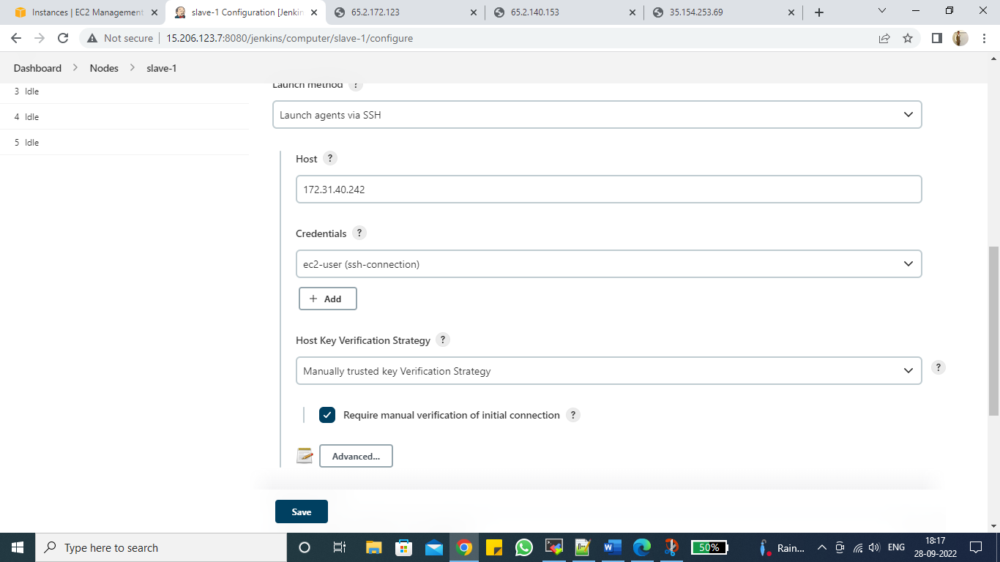 Instances | EC2 Management
slave-1 Configuration [Jenkin
65.2.172.123
65.2.140.153
35.154.253.69
Not secure
15.206.123.7:8080/jenkins/computer/slave-1/configure
Dashboard
Nodes
slave-1
3 Idle
4 Idle
5 Idle
Launch method ?
Launch agents via SSH
Host ?
172.31.40.242
Credentials ?
ec2-user (ssh-connection)
+ Add
Host Key Verification Strategy ?
Manually trusted key Verification Strategy
?
Require manual verification of initial connection ?
Advanced...
Save
Type here to search
50%
Rain...
ENG
18:17
28-09-2022